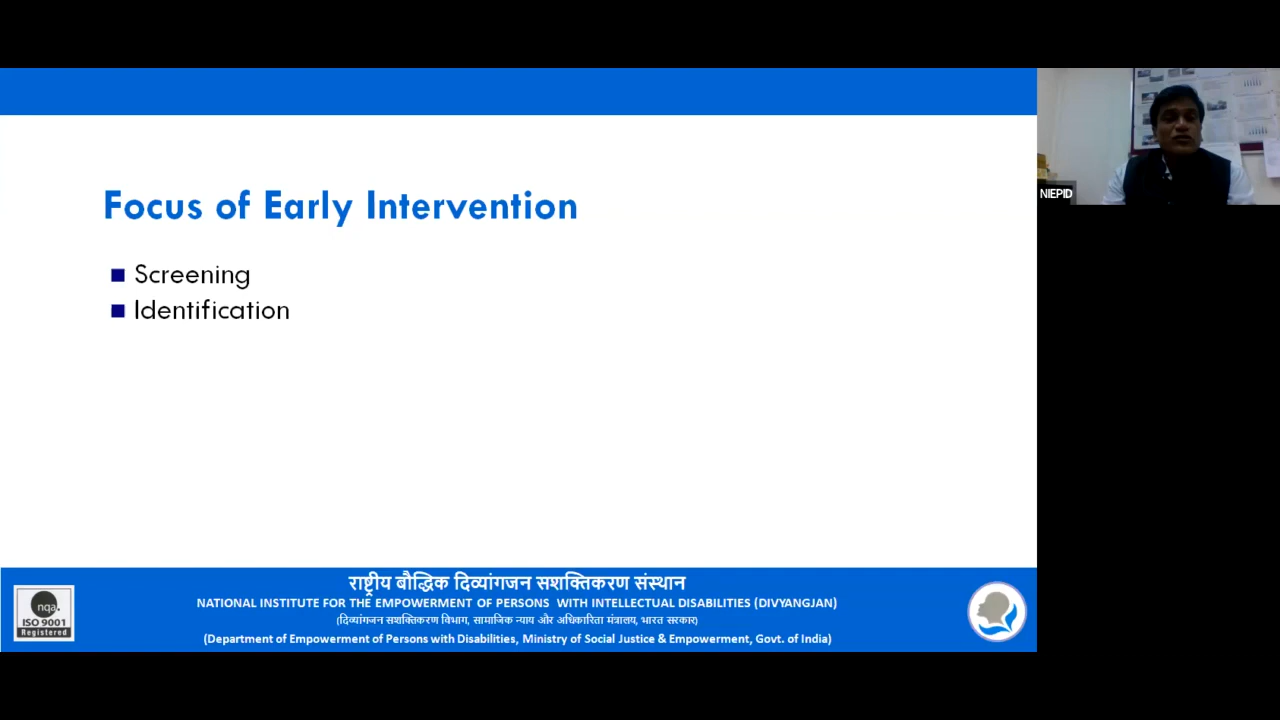 Focus of Early Intervention
Screening
Identification
NIEPID
राष्ट्रीय बौद्धिक दिव्यांगजन सशक्तिकरण संस्थान
NATIONAL INSTITUTE FOR THE EMPOWERMENT OF PERSONS WITH INTELLECTUAL DISABILITIES (DIVYANGJAN)
(दिव्यांगजन सशक्तिकरण विभाग, सामाजिक न्याय और अधिकारिता मंत्रालय, भारत सरकार)
(Department of Empowerment of Persons with Disabilities, Ministry of Social Justice & Empowerment, Govt. of India)
nqa.
ISO 9001
Registered